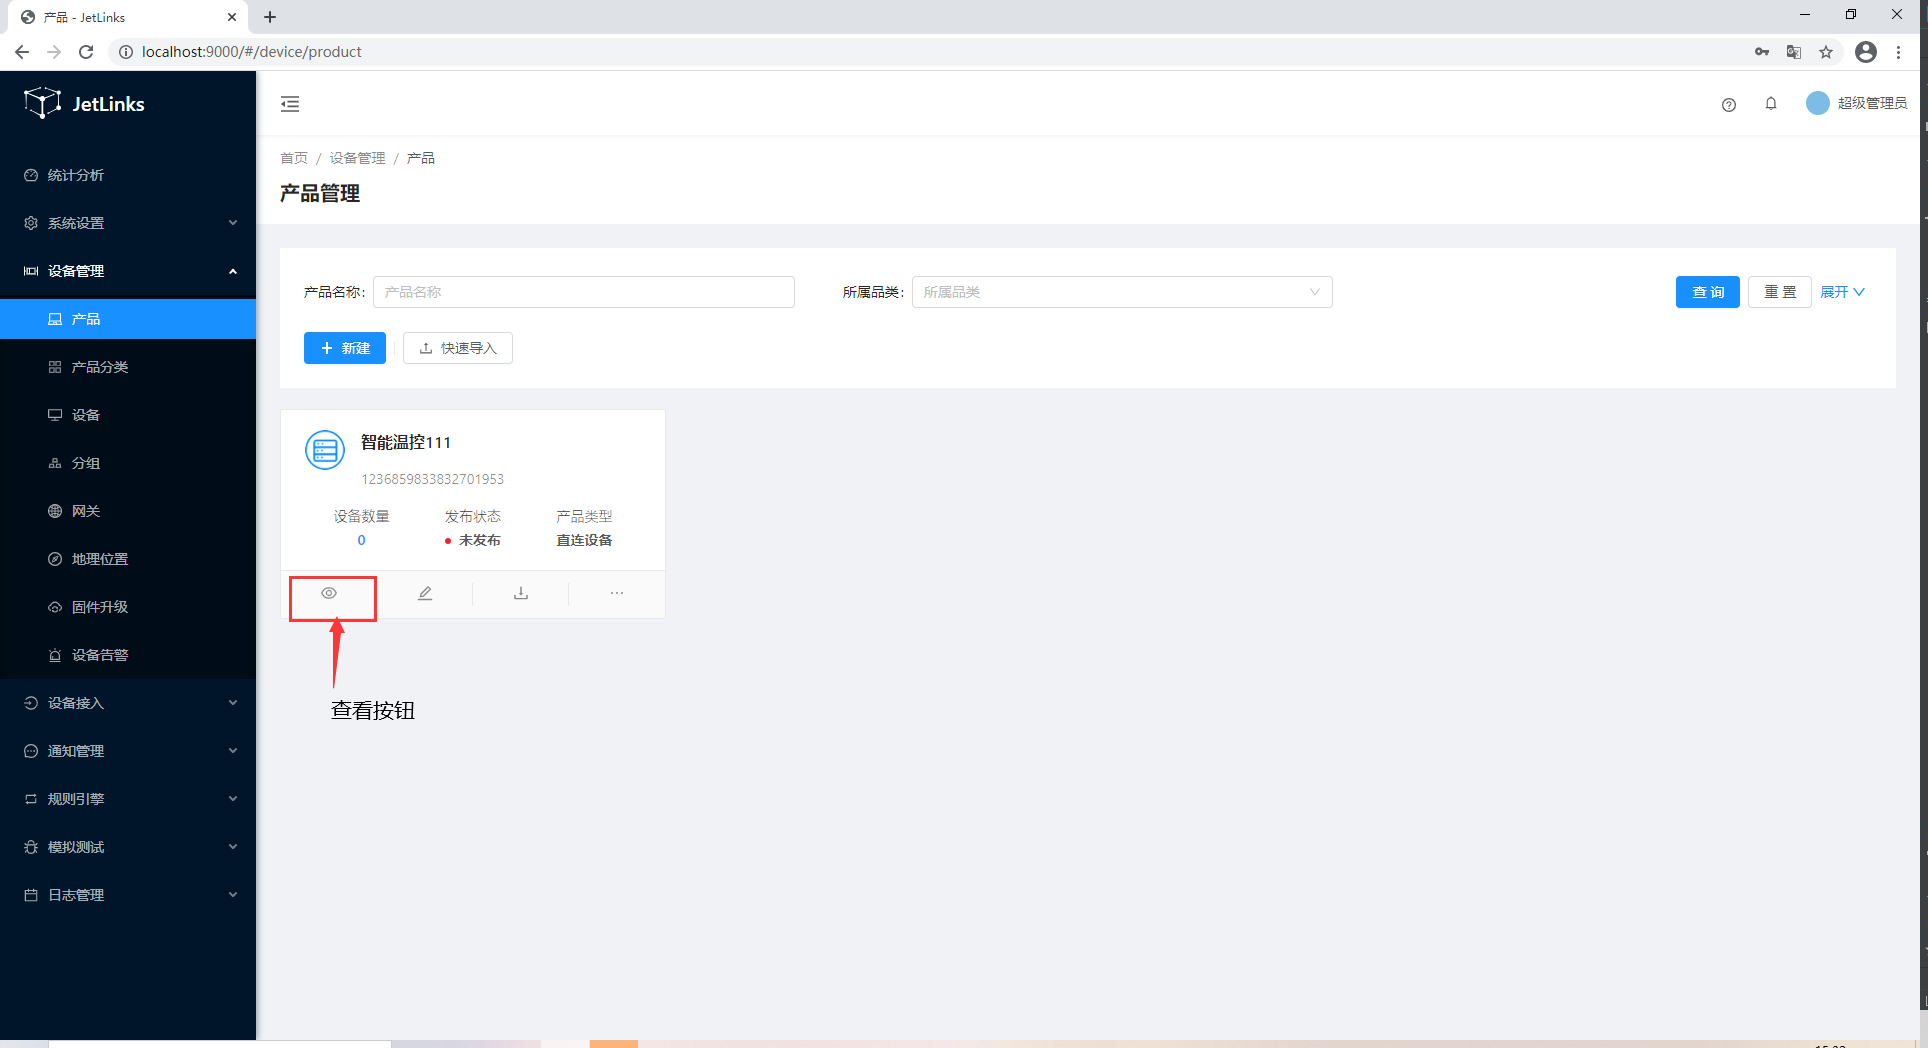 产品 - JetLinks
localhost:9000/#/device/product
JetLinks
超级管理员
统计分析
系统设置
设备管理
产品
产品分类
设备
分组
网关
地理位置
固件升级
设备告警
设备接入
通知管理
规则引擎
模拟测试
日志管理
首页 / 设备管理 / 产品
产品管理
产品名称: 产品名称 所属品类: 所属品类 查 询 重 置 展开
新建 快速导入
智能温控111
1236859833832701953
设备数量 发布状态 产品类型
0 未发布 直连设备
查看按钮